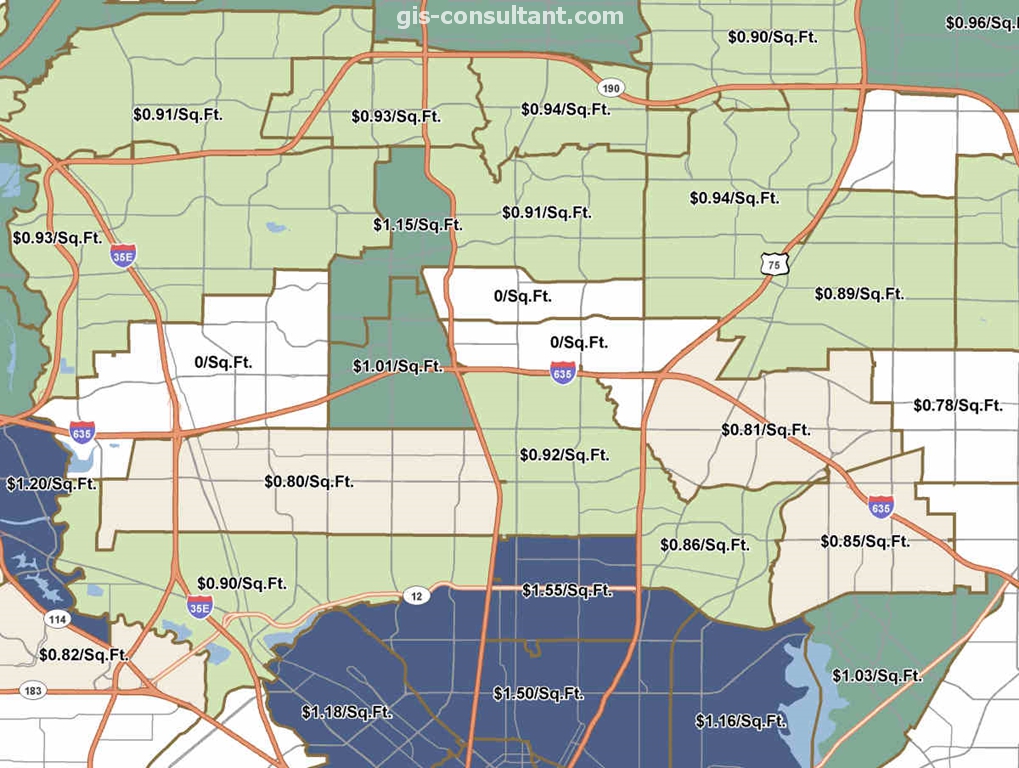 gis-consultant.com
$0.96/Sq.F
$0.90/Sq.Ft.
190
$0.91/Sq.Ft.
$0.93/Sq.Ft.
$0.94/Sq.Ft.
$0.94/Sq.Ft.
$0.91/Sq.Ft.
$1.15/Sq.Ft.
$0.93/Sq.Ft.
35E
75
$0.89/Sq.Ft.
0/Sq.Ft.
0/Sq.Ft.
0/Sq.Ft.
$1.01/Sq.Ft.
635
$0.78/Sq.Ft.
635
$0.81/Sq.Ft.
$0.92/Sq.Ft.
$1.20/Sq.Ft.
$0.80/Sq.Ft.
635
$0.86/Sq.Ft.
$0.85/Sq.Ft.
$0.90/Sq.Ft.
12
$1.55/Sq.Ft.
35E
114
$0.82/Sq.Ft.
$1.03/Sq.Ft.
183
$1.50/Sq.Ft.
$1.18/Sq.Ft.
$1.16/Sq.Ft.